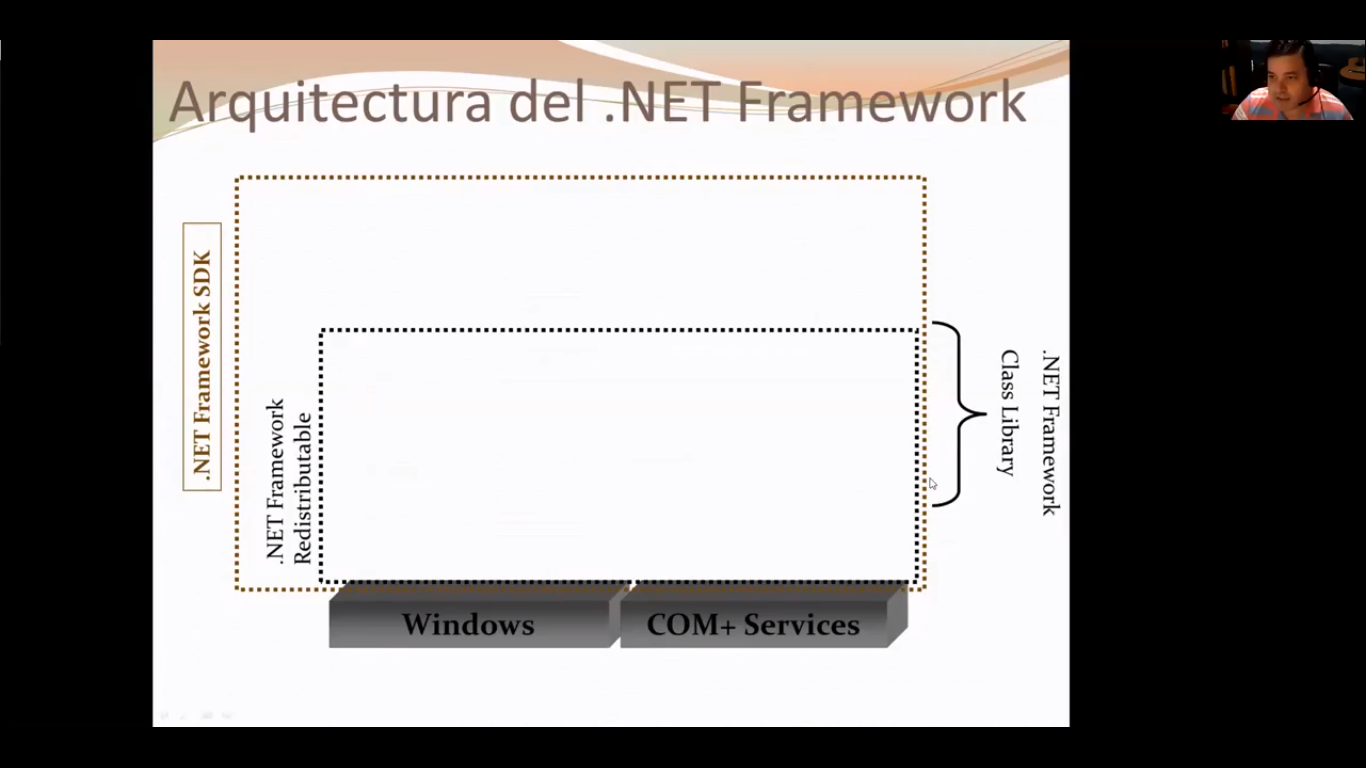 Arquitectura del .NET Framework
.NET Framework SDK
.NET Framework
Redistributable
.NET Framework
Class Library
Windows
COM+ Services